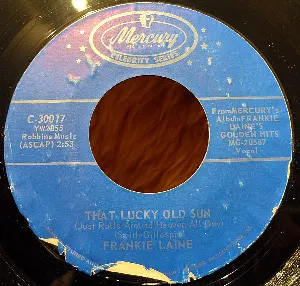 Mercury
CELEBRITY SERIES
C-30017
YW3855
Robbins Music
(ASCAP) 2:53
From MERCURY's
Album FRANKIE
LAINE'S
GOLDEN HITS
MG-20587
Vocal
THAT LUCKY OLD SUN
(Just Rolls Around Heaven All Day)
(Smith-Gillespie)
FRANKIE LAINE